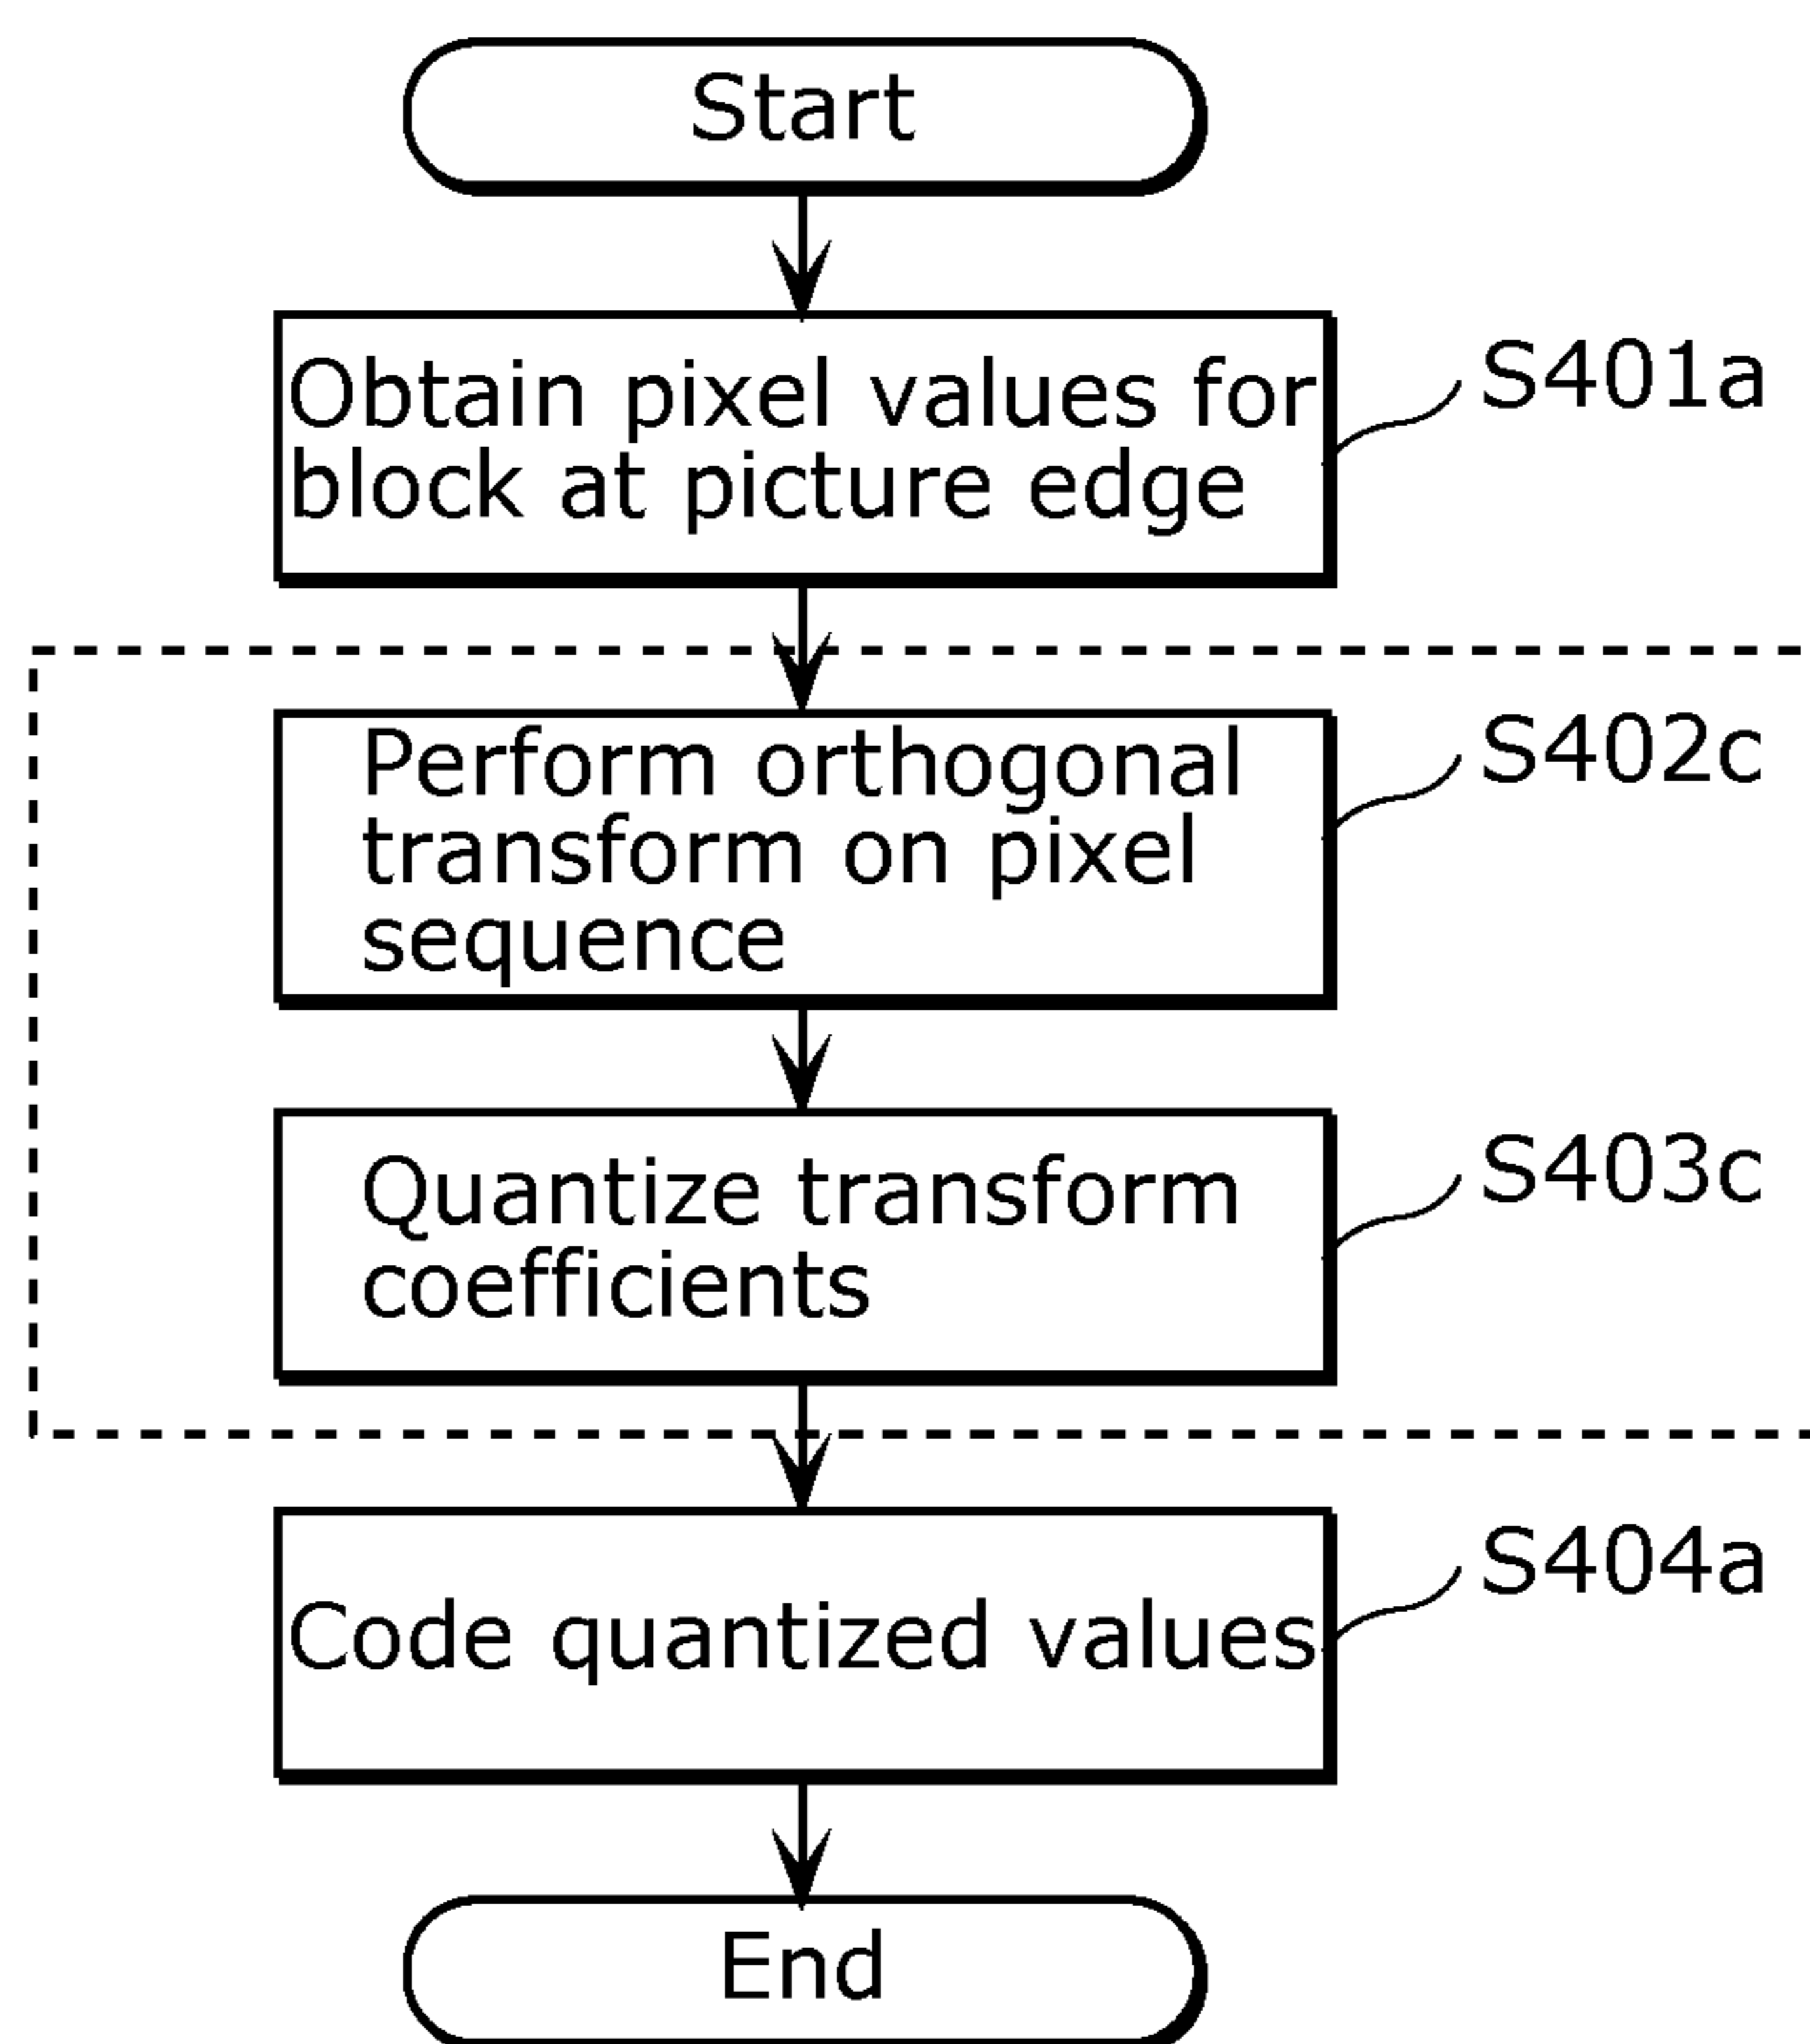 Start
Obtain pixel values for
block at picture edge
S401a
Perform orthogonal
transform on pixel
sequence
S402c
Quantize transform
coefficients
S403c
Code quantized values
S404a
End